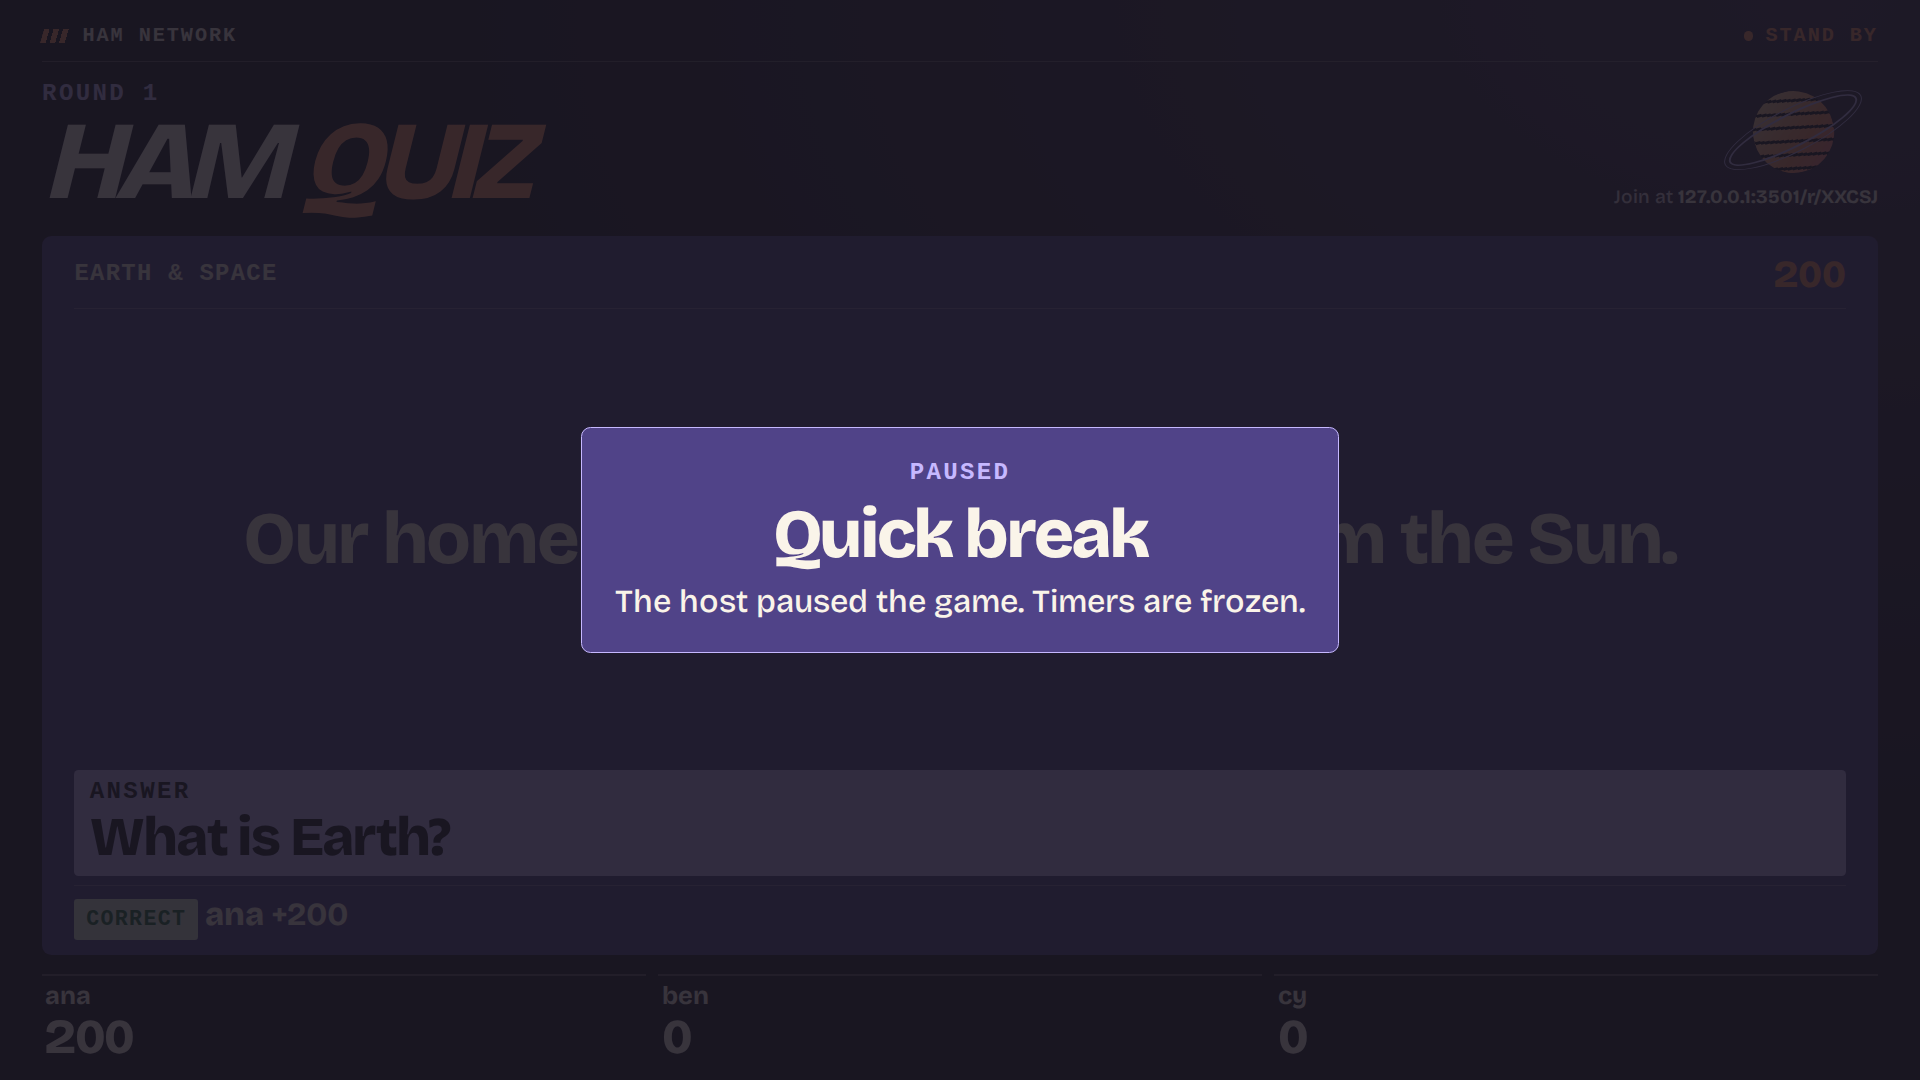 HAM NETWORK
STAND BY
ROUND 1
HAM QUIZ
Join at 127.0.0.1:3501/r/XXCSJ
EARTH & SPACE
200
Our home
the Sun.
PAUSED
Quick break
The host paused the game. Timers are frozen.
ANSWER
What is Earth?
CORRECT ana +200
ana
200
ben
0
cy
0